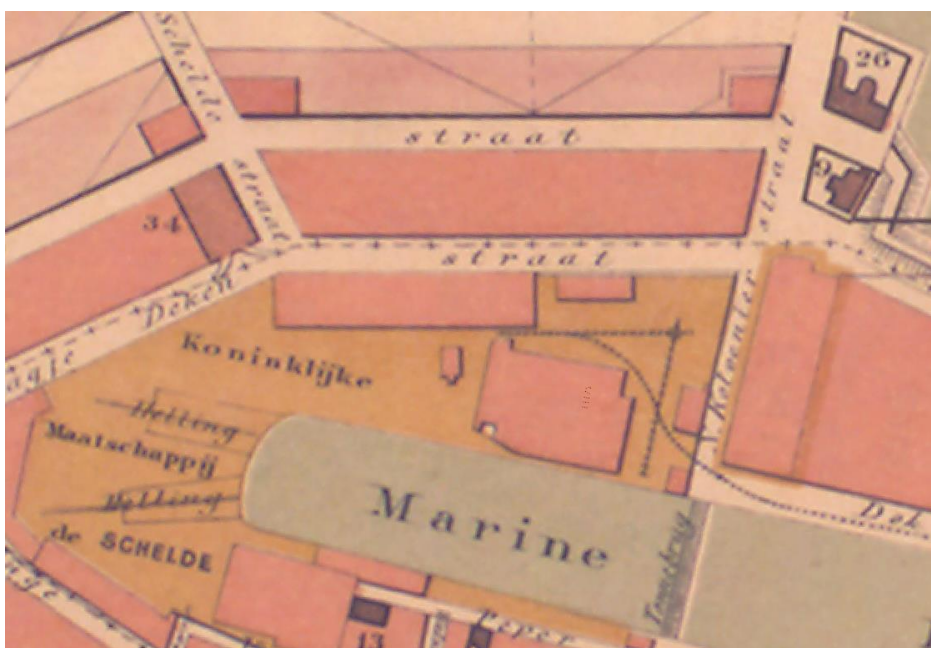 Schelde
straat
26
straat
straat
9
34
straat
Deken
Koninklijke
Helling
Maatschappij
Helling
de SCHELDE
Marine
Dek
Peper
13